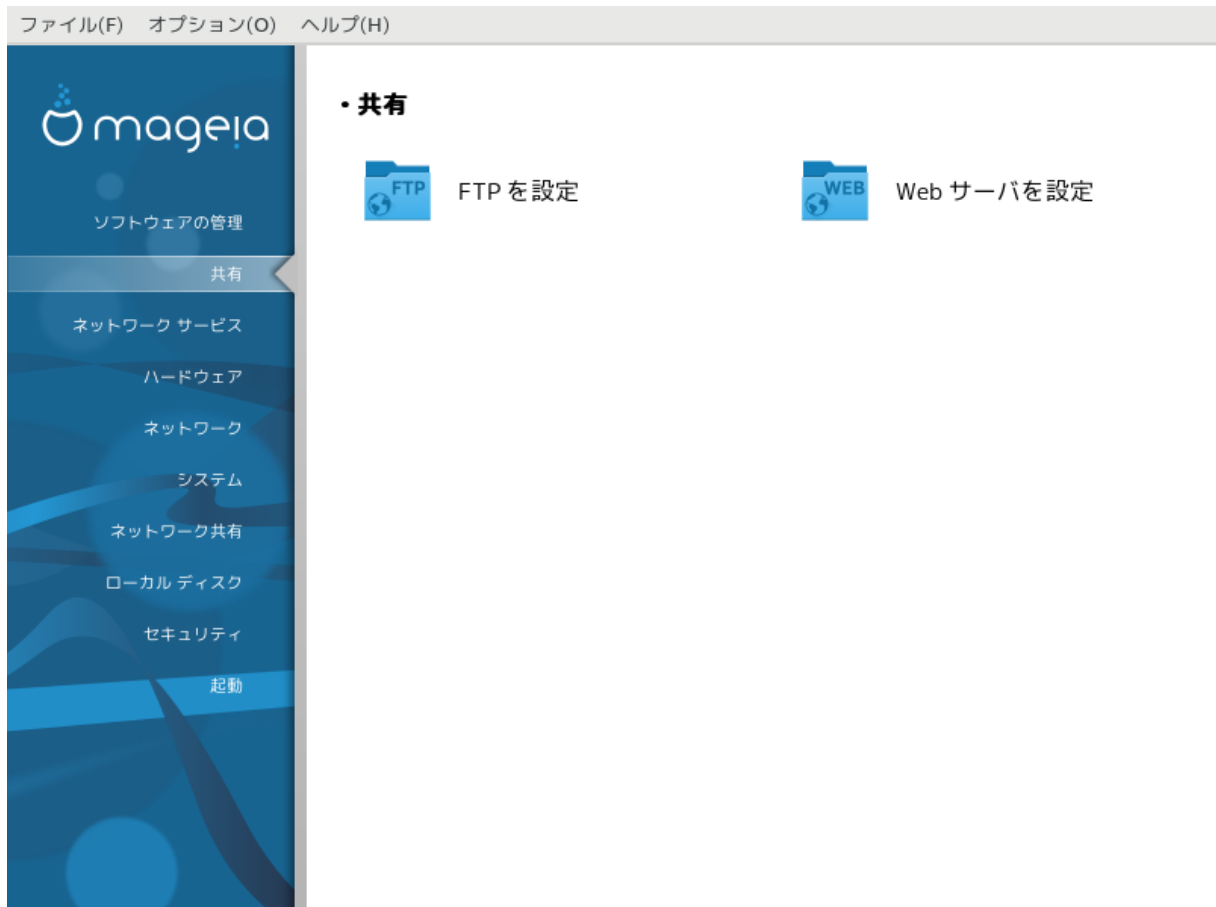 ファイル(F) オプション(O) ヘルプ(H)
mageia
ソフトウェアの管理
共有
ネットワーク サービス
ハードウェア
ネットワーク
システム
ネットワーク共有
ローカル ディスク
セキュリティ
起動
・共有
FTP
FTP を設定
WEB
Web サーバを設定